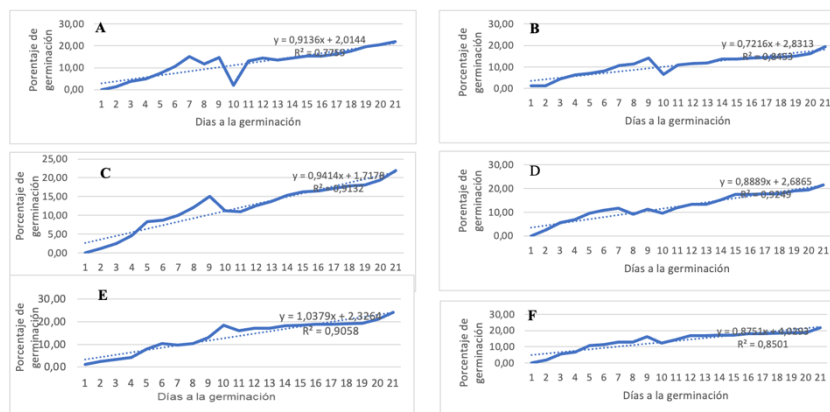 A
Porentaje de
germinación
30,00
20,00
10,00
0,00
y = 0,9136x + 2,0144
1 2 3 4 5 6 7 8 9 10 11 12 13 14 15 16 17 18 19 20 21
Dias a la germinación
B
Porentaje de
germinación
30,00
20,00
10,00
0,00
y = 0,7216x + 2,8313
1 2 3 4 5 6 7 8 9 10 11 12 13 14 15 16 17 18 19 20 21
Días a la germinación
C
Porcentaje de
germinación
25,00
20,00
15,00
10,00
5,00
0,00
R² = 0,9132
1 2 3 4 5 6 7 8 9 10 11 12 13 14 15 16 17 18 19 20 21
D
Porentaje de
germinación
30,00
20,00
10,00
0,00
y = 0,8889x + 2,6865
R² = 0,9249
1 2 3 4 5 6 7 8 9 10 11 12 13 14 15 16 17 18 19 20 21
Días a la germinación
E
Porcentaje de
germinación
30,00
20,00
10,00
0,00
R² = 0,9058
1 2 3 4 5 6 7 8 9 10 11 12 13 14 15 16 17 18 19 20 21
Días a la germinación
F
Porcentaje de
germinación
30,00
20,00
10,00
0,00
R² = 0,8501
1 2 3 4 5 6 7 8 9 10 11 12 13 14 15 16 17 18 19 20 21
Días a la germinación